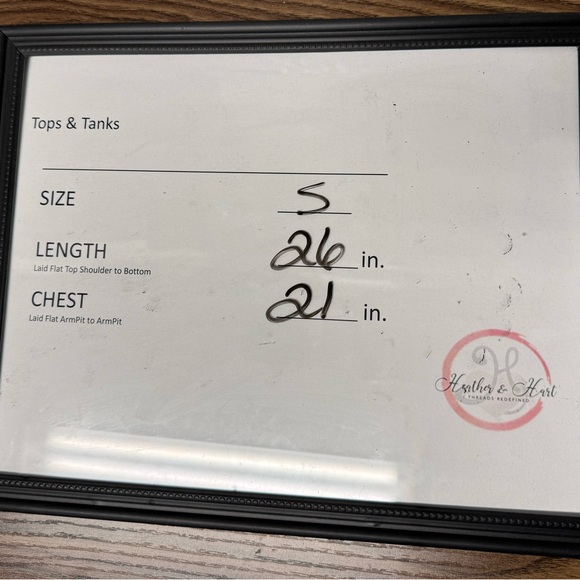 Tops & Tanks
SIZE S
LENGTH 26 in.
Laid Flat Top Shoulder to Bottom
CHEST 21 in.
Laid Flat ArmPit to ArmPit
H
Heather & Hart
THREADS REDEFINED